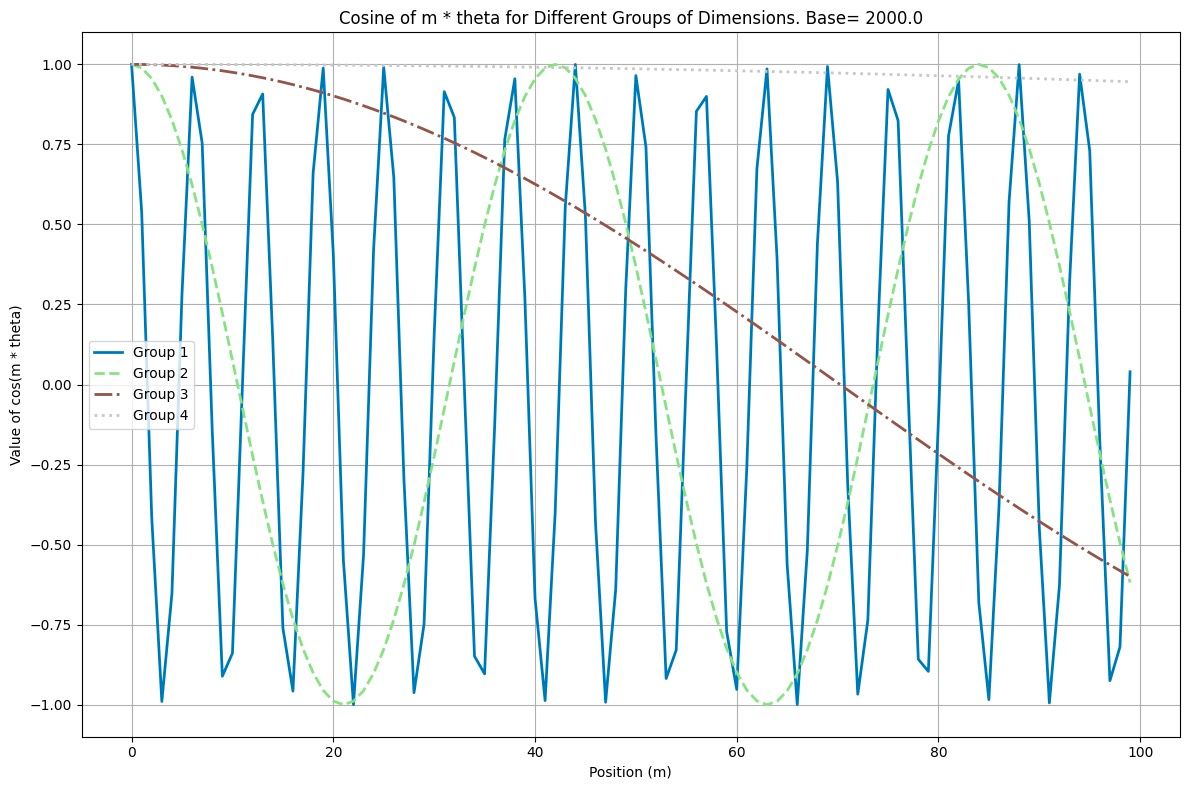 Cosine of m * theta for Different Groups of Dimensions. Base= 2000.0
Value of cos(m * theta)
1.00
0.75
0.50
0.25
0.00
−0.25
−0.50
−0.75
−1.00
Group 1
Group 2
Group 3
Group 4
0 20 40 60 80 100
Position (m)